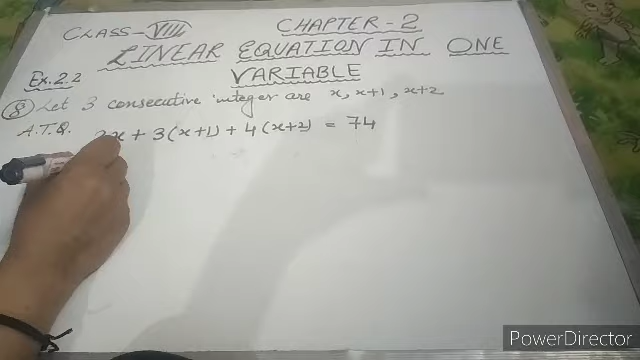 CLASS-VIII CHAPTER-2
LINEAR EQUATION IN ONE
VARIABLE
Ex.2.2
8 Let 3 consecutive integer are x, x+1, x+2
A.T.Q. 2x + 3(x+1) + 4(x+2) = 74
PowerDirector